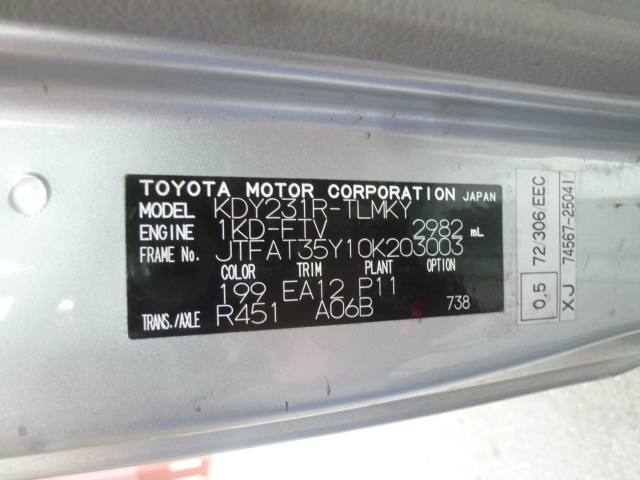 TOYOTA MOTOR CORPORATION JAPAN
MODEL KDY231R-TLMKY
ENGINE 1KD-FTV 2982 mL
FRAME No. JTFAT35Y10K203003
COLOR TRIM PLANT OPTION
199 EA12 P11
TRANS./AXLE R451 A06B 738
0.5 72/306/EEC
XJ 74567-25041